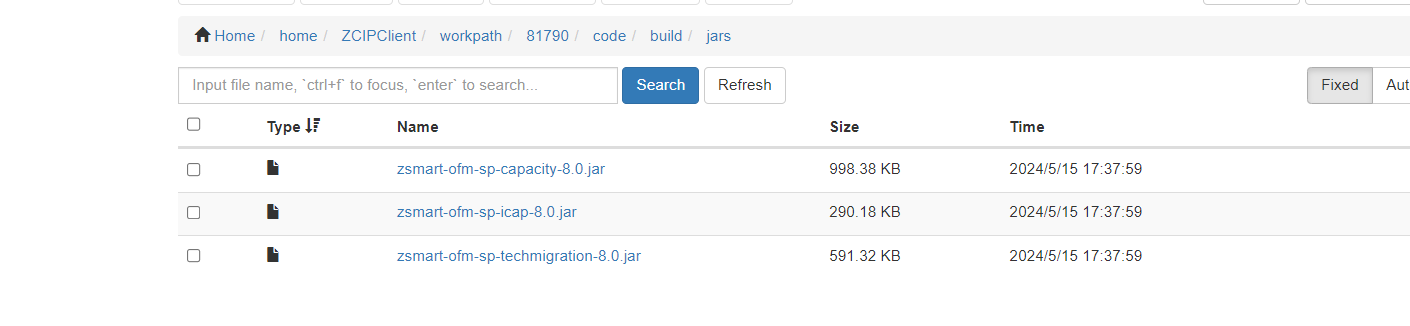 Home / home / ZCIPClient / workpath / 81790 / code / build / jars
Input file name, `ctrl+f` to focus, `enter` to search... Search Refresh Fixed Aut
Type Name Size Time
zsmart-ofm-sp-capacity-8.0.jar 998.38 KB 2024/5/15 17:37:59
zsmart-ofm-sp-icap-8.0.jar 290.18 KB 2024/5/15 17:37:59
zsmart-ofm-sp-techmigration-8.0.jar 591.32 KB 2024/5/15 17:37:59